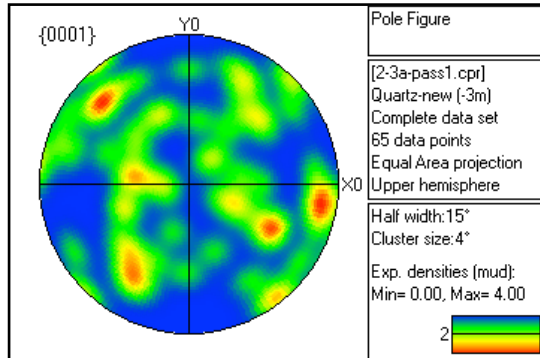 {0001}
Y0
X0
Pole Figure
[2-3a-pass1.cpr]
Quartz-new (-3m)
Complete data set
65 data points
Equal Area projection
Upper hemisphere
Half width:15°
Cluster size:4°
Exp. densities (mud):
Min= 0.00, Max= 4.00
2